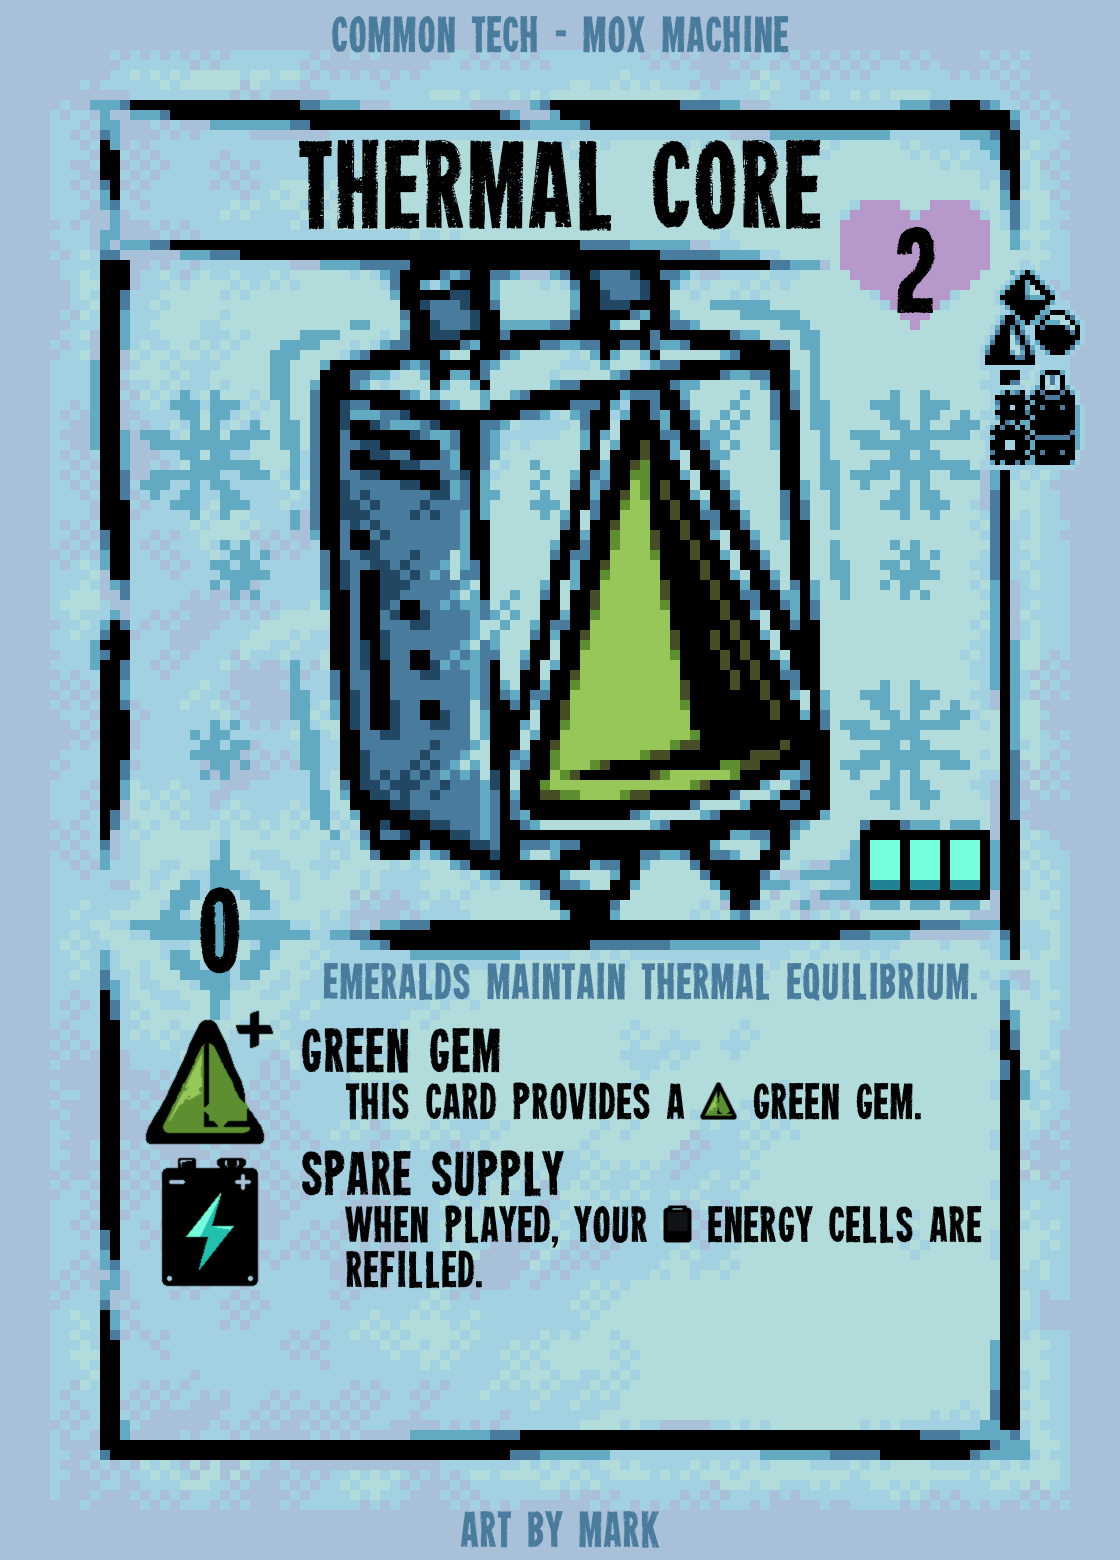 COMMON TECH - MOX MACHINE
THERMAL CORE
2
0
EMERALDS MAINTAIN THERMAL EQUILIBRIUM.
GREEN GEM
THIS CARD PROVIDES A GREEN GEM.
SPARE SUPPLY
WHEN PLAYED, YOUR ENERGY CELLS ARE
REFILLED.
ART BY MARK